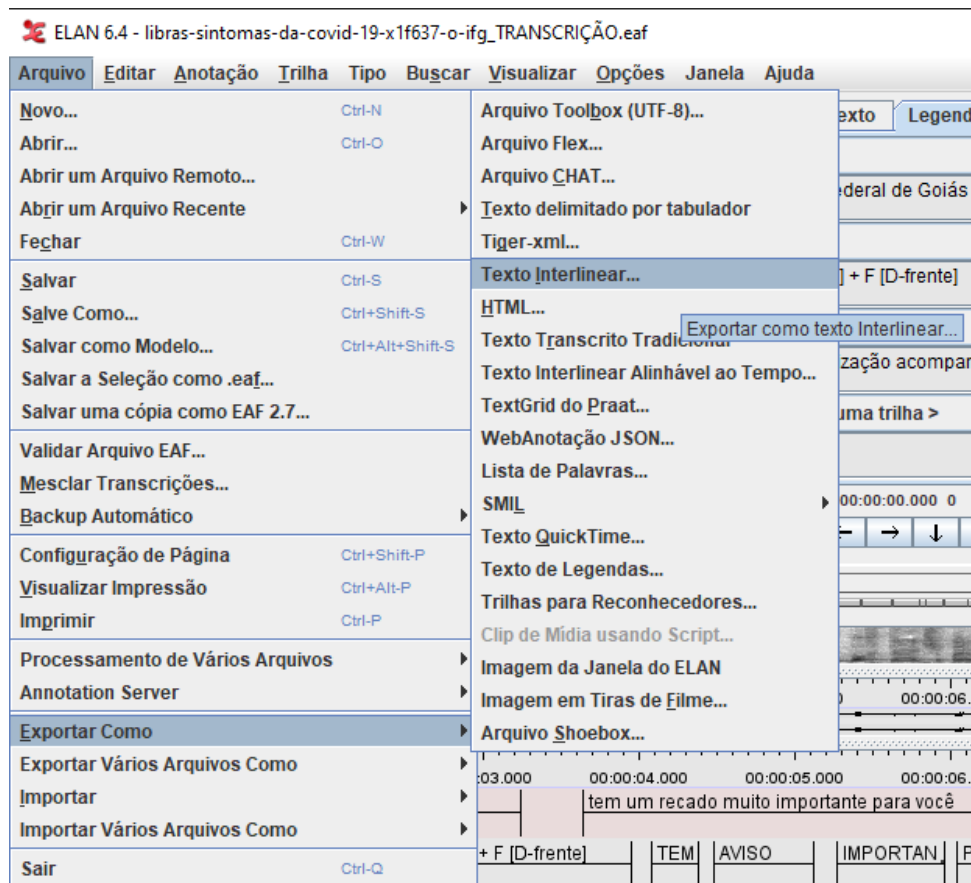 ELAN 6.4 - libras-sintomas-da-covid-19-x1f637-o-ifg_TRANSCRIÇÃO.eaf
Arquivo Editar Anotação Trilha Tipo Buscar Visualizar Opções Janela Ajuda
Novo... Ctrl-N
Abrir... Ctrl-O
Abrir um Arquivo Remoto...
Abrir um Arquivo Recente
Fechar Ctrl-W
Salvar Ctrl-S
Salve Como... Ctrl+Shift-S
Salvar como Modelo... Ctrl+Alt+Shift-S
Salvar a Seleção como .eaf...
Salvar uma cópia como EAF 2.7...
Validar Arquivo EAF...
Mesclar Transcrições...
Backup Automático
Configuração de Página Ctrl+Shift-P
Visualizar Impressão Ctrl+Alt-P
Imprimir Ctrl-P
Processamento de Vários Arquivos
Annotation Server
Exportar Como
Exportar Vários Arquivos Como
Importar
Importar Vários Arquivos Como
Sair Ctrl-Q
Arquivo Toolbox (UTF-8)...
Arquivo Flex...
Arquivo CHAT...
Texto delimitado por tabulador
Tiger-xml...
Texto Interlinear...
HTML...
Exportar como texto Interlinear...
Texto Transcrito Tradicional
Texto Interlinear Alinhável ao Tempo...
TextGrid do Praat...
WebAnotação JSON...
Lista de Palavras...
SMIL
Texto QuickTime...
Texto de Legendas...
Trilhas para Reconhecedores...
Clip de Mídia usando Script...
Imagem da Janela do ELAN
Imagem em Tiras de Filme...
Arquivo Shoebox...
exto Legend
ederal de Goiás
] + F [D-frente]
zação acompar
uma trilha >
00:00:00.000 0
00:00:06.
:03.000 00:00:04.000 00:00:05.000 00:00:06.
tem um recado muito importante para você
+ F [D-frente] TEM AVISO IMPORTAN